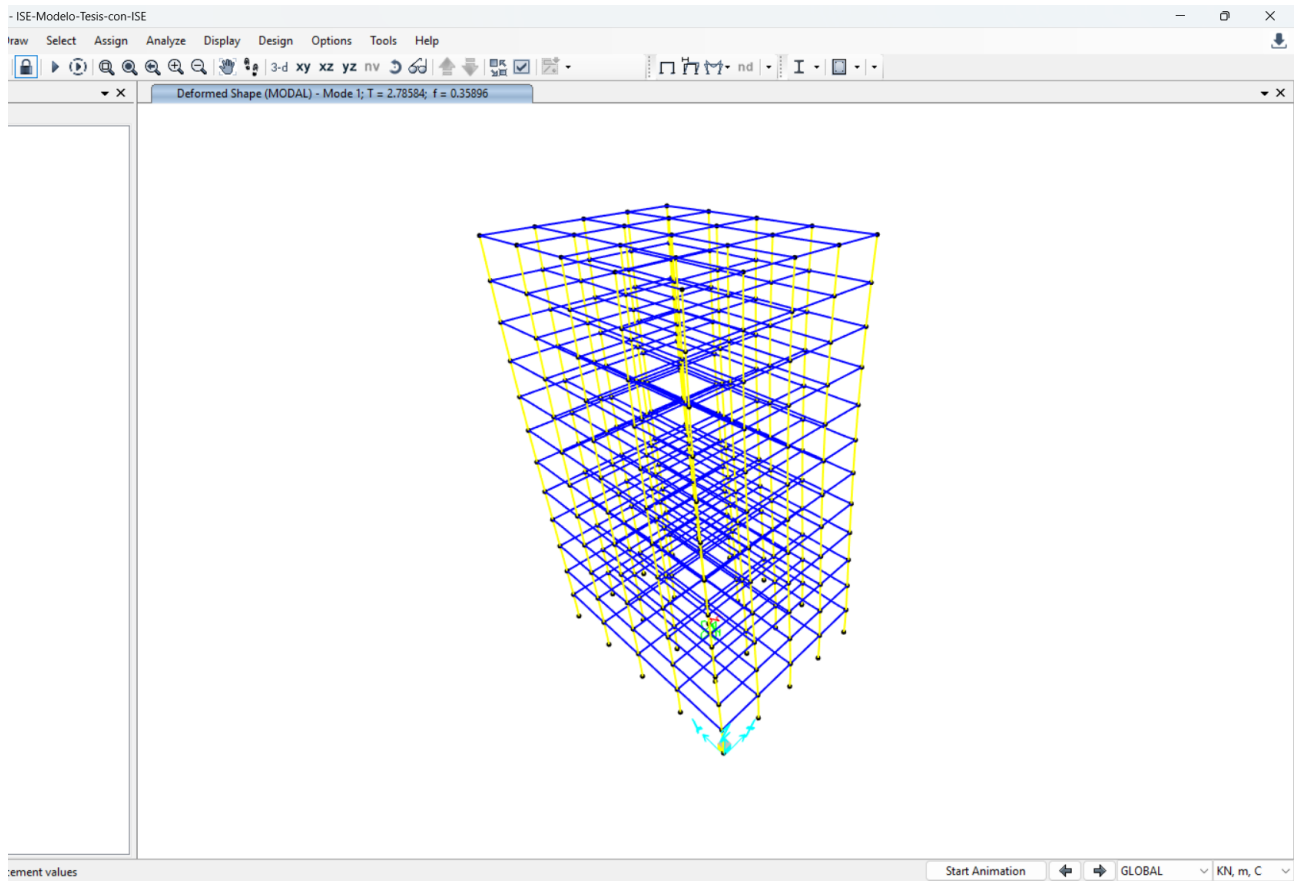 - ISE-Modelo-Tesis-con-ISE
raw Select Assign Analyze Display Design Options Tools Help
3-d xy xz yz nv nd
Deformed Shape (MODAL) - Mode 1; T = 2.78584; f = 0.35896
cement values Start Animation GLOBAL KN, m, C